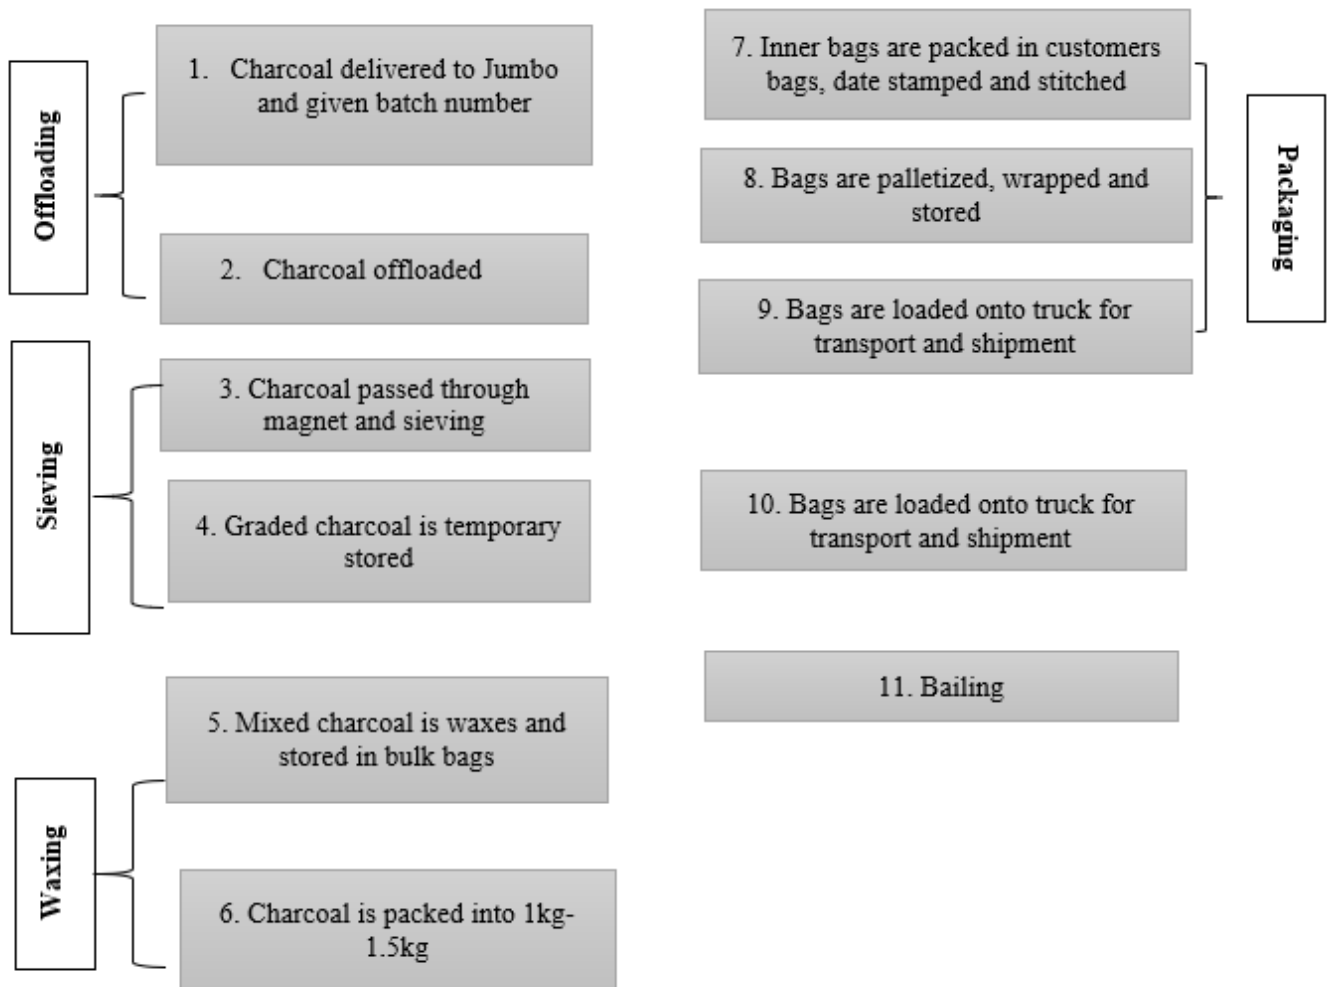 Offloading
1. Charcoal delivered to Jumbo
and given batch number
2. Charcoal offloaded
Sieving
3. Charcoal passed through
magnet and sieving
4. Graded charcoal is temporary
stored
Waxing
5. Mixed charcoal is waxes and
stored in bulk bags
6. Charcoal is packed into 1kg-
1.5kg
7. Inner bags are packed in customers
bags, date stamped and stitched
8. Bags are palletized, wrapped and
stored
9. Bags are loaded onto truck for
transport and shipment
Packaging
10. Bags are loaded onto truck for
transport and shipment
11. Bailing